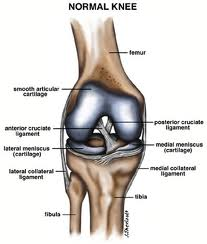 NORMAL KNEE
femur
smooth articular
cartilage
anterior cruciate
ligament
posterior cruciate
ligament
lateral meniscus
(cartilage)
medial meniscus
(cartilage)
lateral collateral
ligament
medial collateral
ligament
tibia
fibula